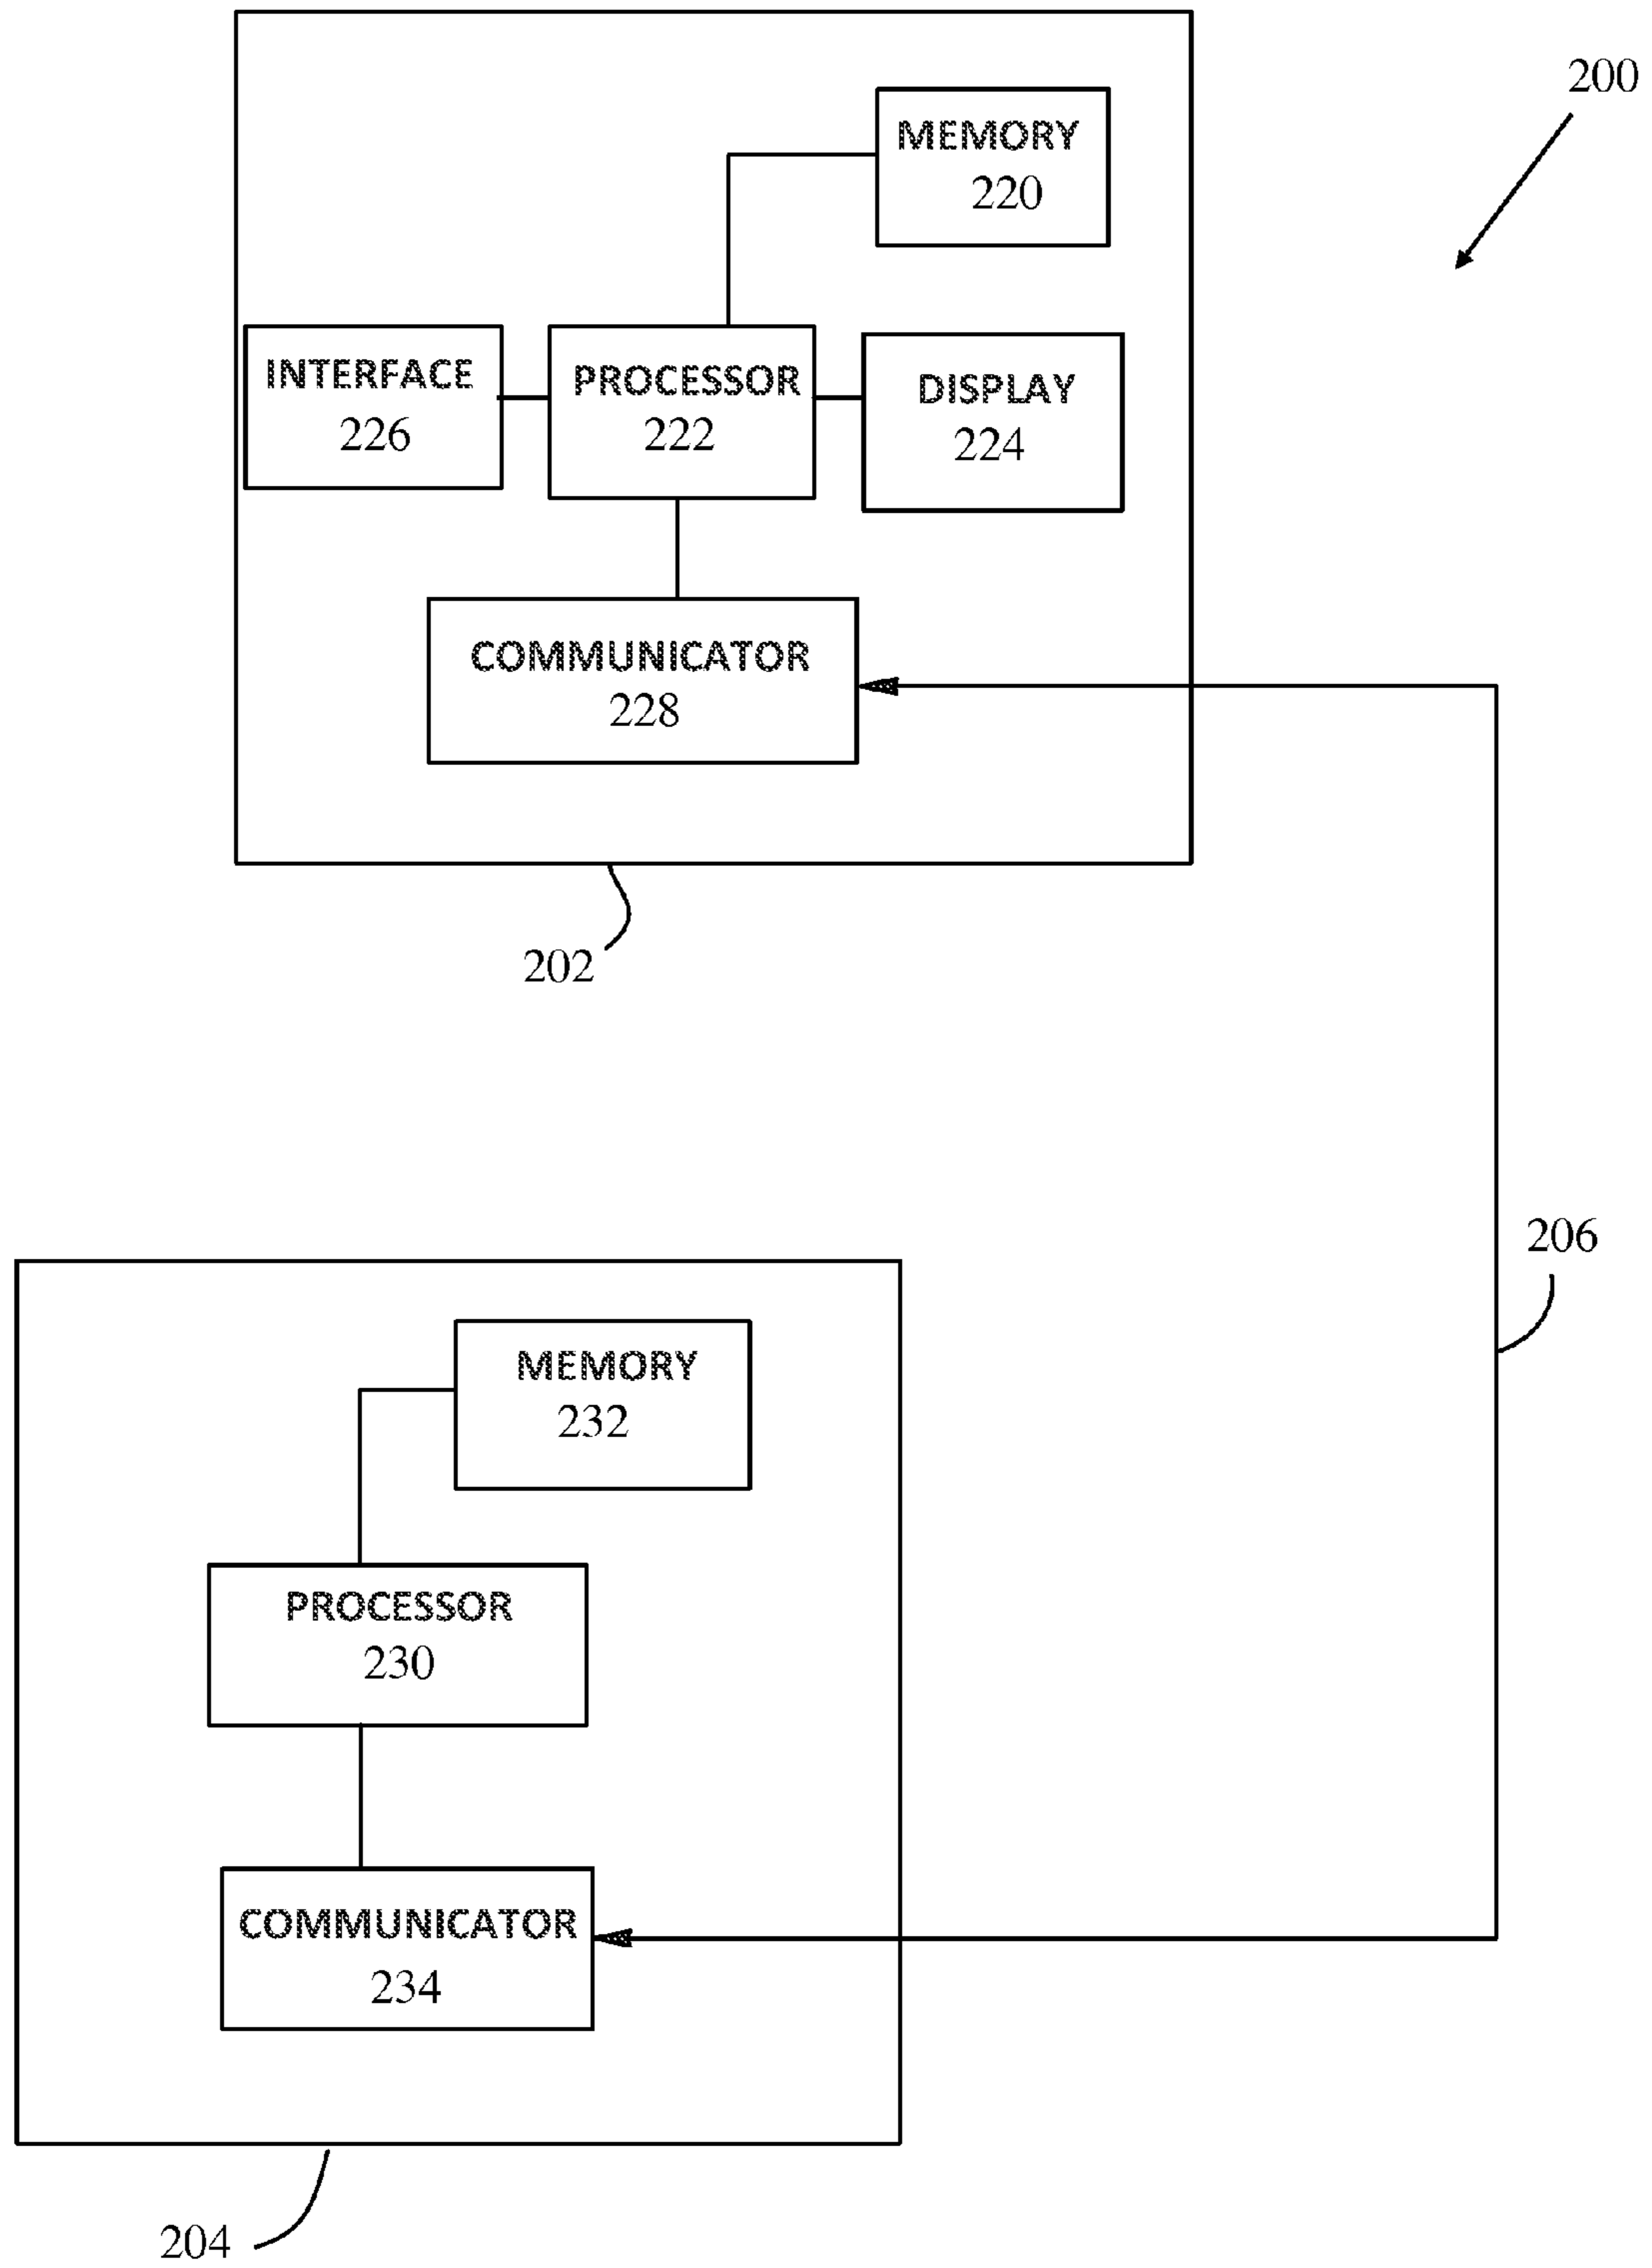 200
MEMORY
220
INTERFACE
226
PROCESSOR
222
DISPLAY
224
COMMUNICATOR
228
202
206
MEMORY
232
PROCESSOR
230
COMMUNICATOR
234
204